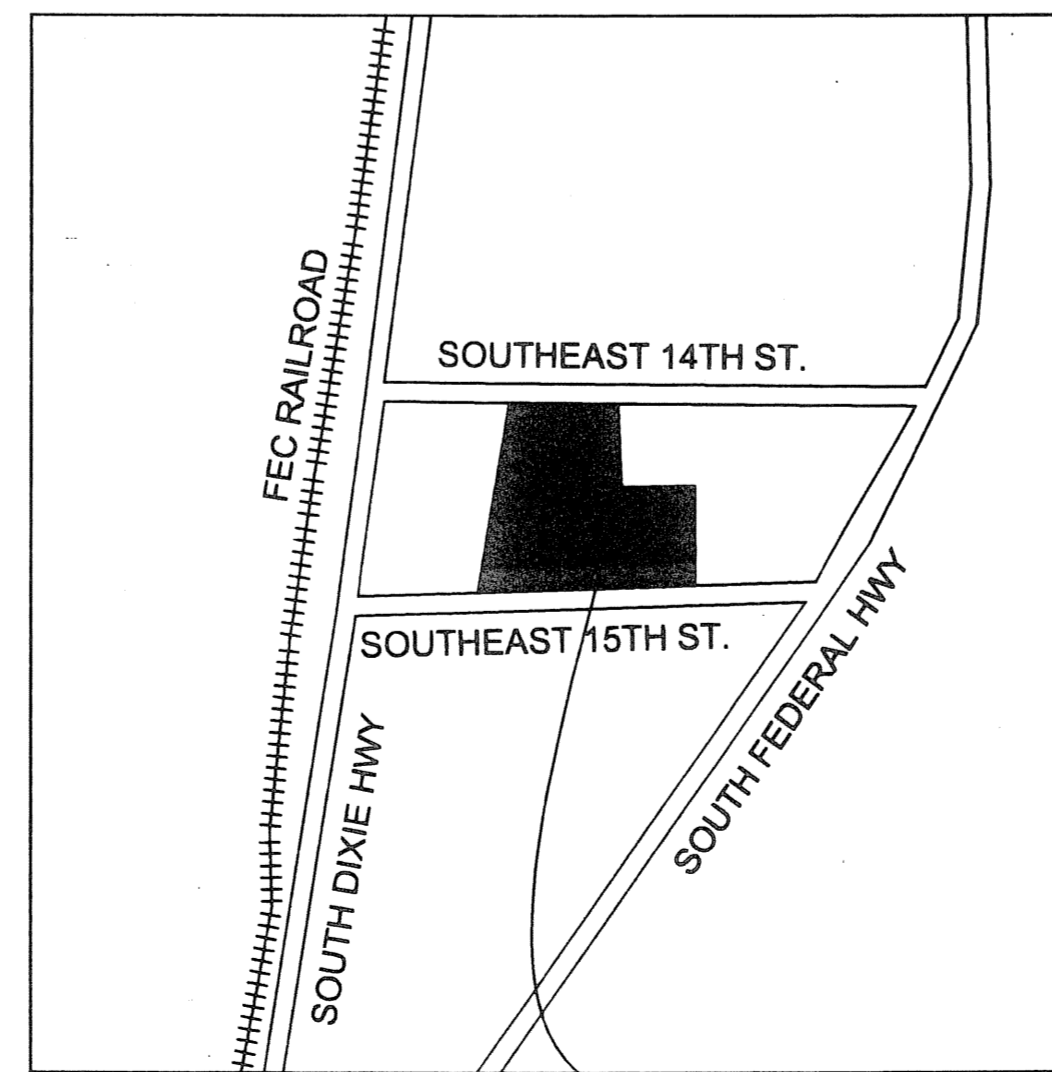 SOUTHEAST 14TH ST.
FEC RAILROAD
SOUTHEAST 15TH ST.
SOUTH FEDERAL HWY
SOUTH DIXIE HWY